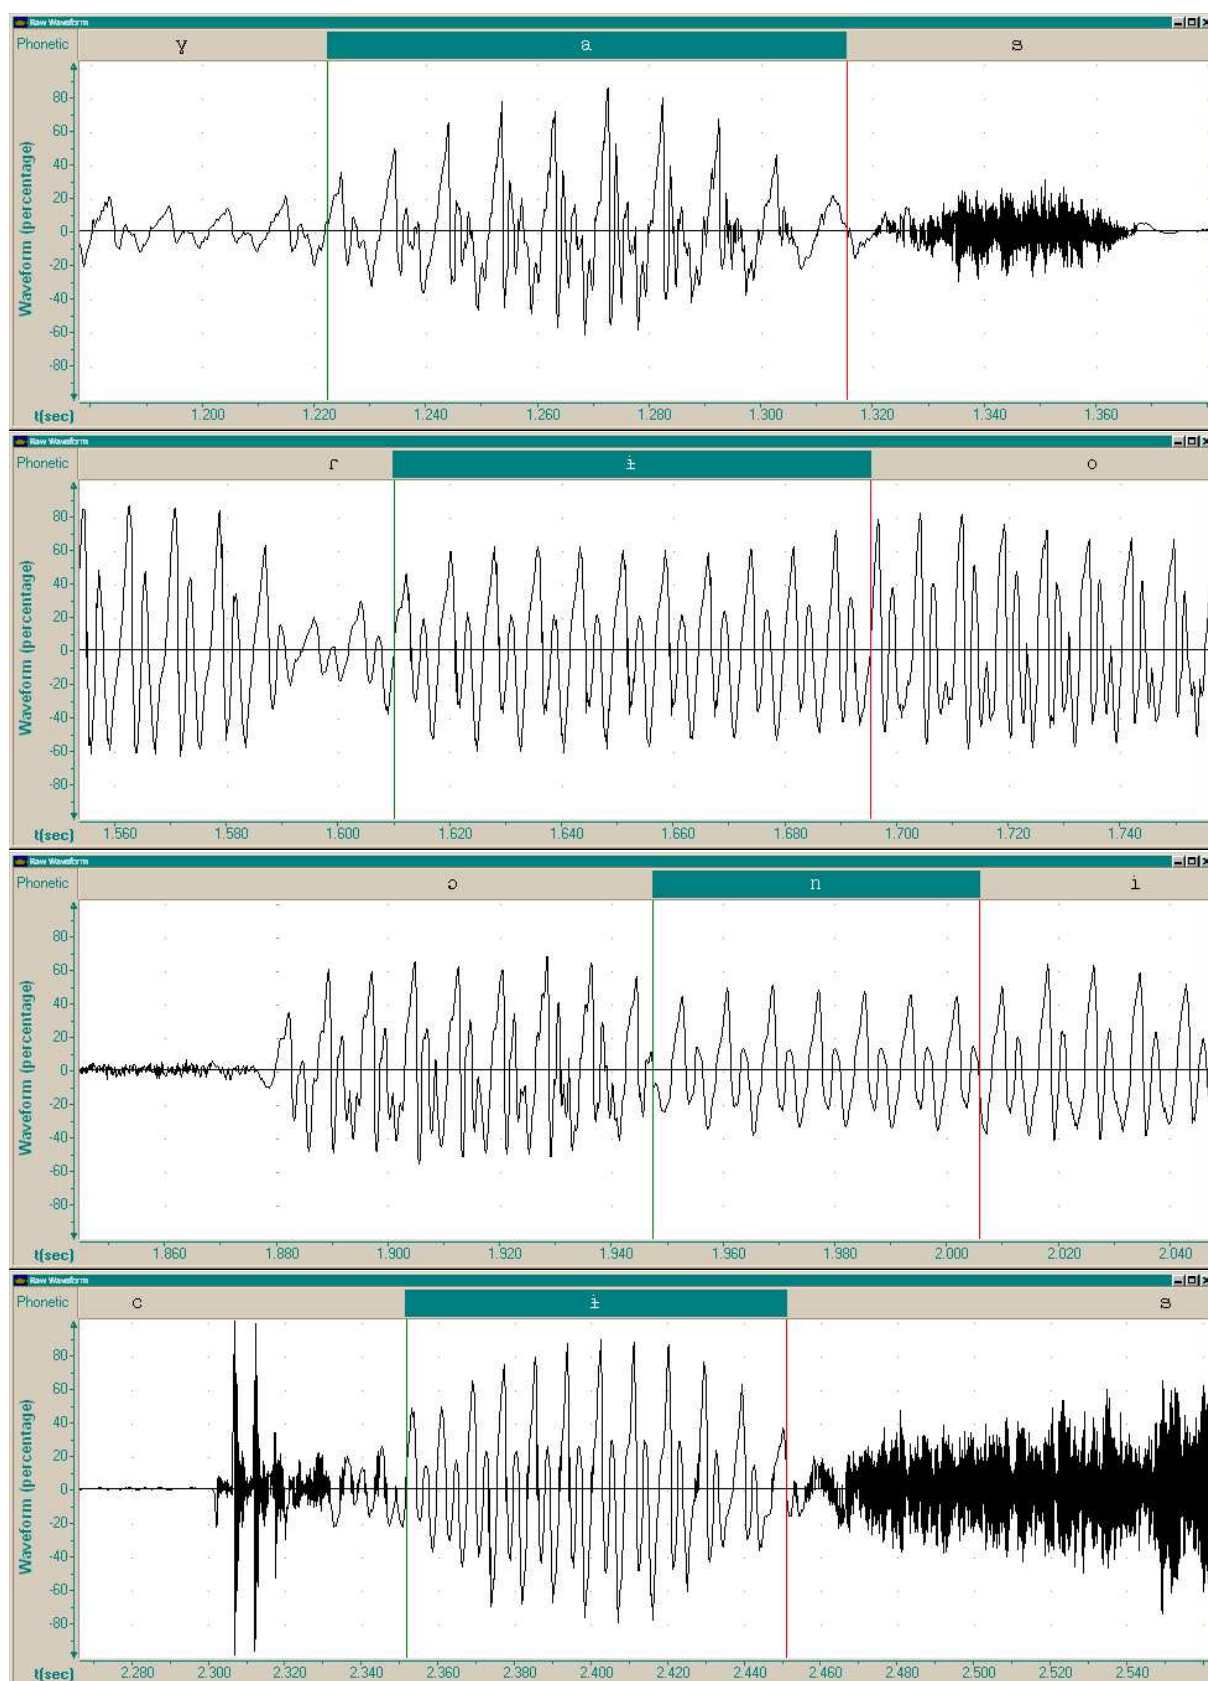 Raw Waveform
Phonetic ɣ a s
80
60
40
20
0
-20
-40
-60
-80
Waveform (percentage)
t(sec) 1.200 1.220 1.240 1.260 1.280 1.300 1.320 1.340 1.360
Raw Waveform
Phonetic ɾ ɨ o
80
60
40
20
0
-20
-40
-60
-80
Waveform (percentage)
t(sec) 1.560 1.580 1.600 1.620 1.640 1.660 1.680 1.700 1.720 1.740
Raw Waveform
Phonetic ɔ n i
80
60
40
20
0
-20
-40
-60
-80
Waveform (percentage)
t(sec) 1.860 1.880 1.900 1.920 1.940 1.960 1.980 2.000 2.020 2.040
Raw Waveform
Phonetic c ɨ s
80
60
40
20
0
-20
-40
-60
-80
Waveform (percentage)
t(sec) 2.280 2.300 2.320 2.340 2.360 2.380 2.400 2.420 2.440 2.460 2.480 2.500 2.520 2.540